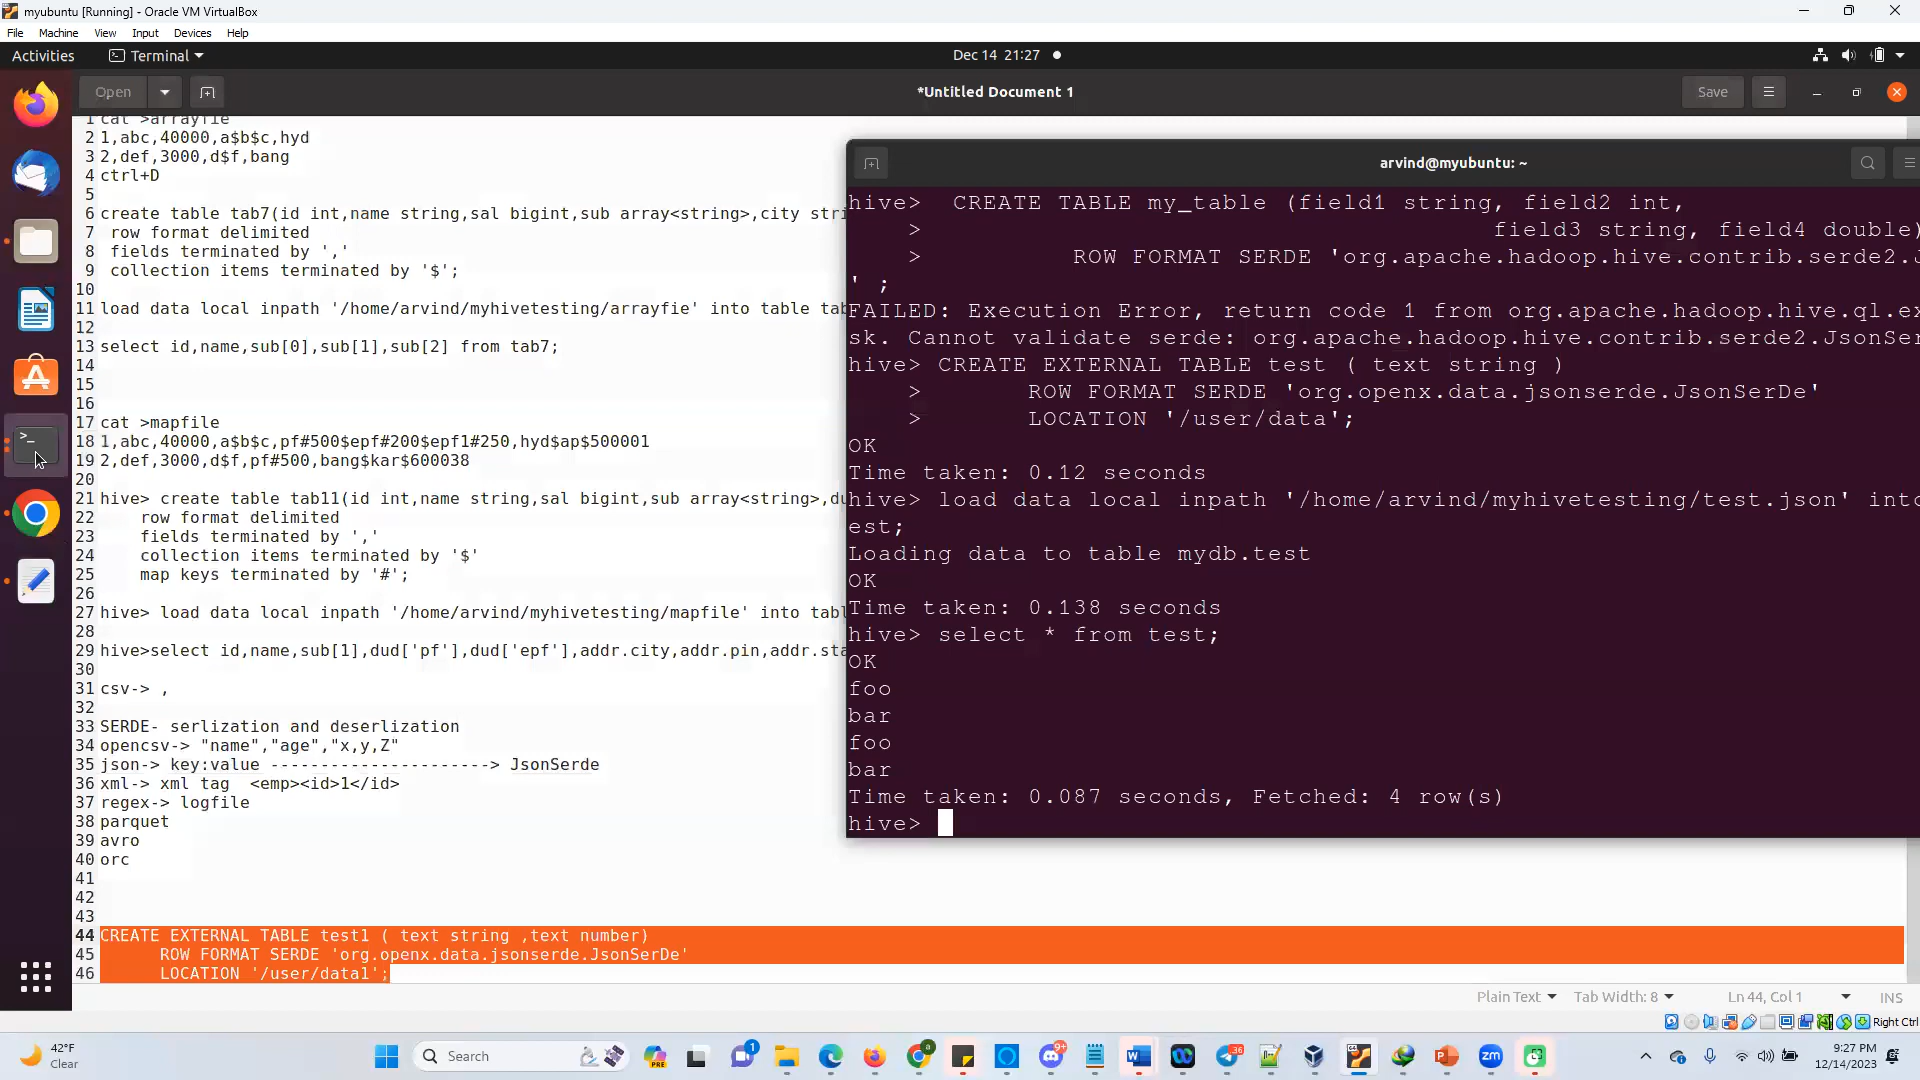 myubuntu [Running] - Oracle VM VirtualBox
File Machine View Input Devices Help
Activities Terminal Dec 14 21:27
Open *Untitled Document 1 Save
1 cat >arrayfie
2 1,abc,40000,a$b$c,hyd
3 2,def,3000,d$f,bang
4 ctrl+D
5
6 create table tab7(id int,name string,sal bigint,sub array<string>,city stri
7 row format delimited
8 fields terminated by ','
9 collection items terminated by '$';
10
11 load data local inpath '/home/arvind/myhivetesting/arrayfie' into table tab
12
13 select id,name,sub[0],sub[1],sub[2] from tab7;
14
15
16
17 cat >mapfile
18 1,abc,40000,a$b$c,pf#500$epf#200$epf1#250,hyd$ap$500001
19 2,def,3000,d$f,pf#500,bang$kar$600038
20
21 hive> create table tab11(id int,name string,sal bigint,sub array<string>,du
22 row format delimited
23 fields terminated by ','
24 collection items terminated by '$'
25 map keys terminated by '#';
26
27 hive> load data local inpath '/home/arvind/myhivetesting/mapfile' into tabl
28
29 hive>select id,name,sub[1],dud['pf'],dud['epf'],addr.city,addr.pin,addr.sta
30
31 csv-> ,
32
33 SERDE- serlization and deserlization
34 opencsv-> "name","age","x,y,Z"
35 json-> key:value ----------------------> JsonSerde
36 xml-> xml tag <emp><id>1</id>
37 regex-> logfile
38 parquet
39 avro
40 orc
41
42
43
44 CREATE EXTERNAL TABLE test1 ( text string ,text number)
45 ROW FORMAT SERDE 'org.openx.data.jsonserde.JsonSerDe'
46 LOCATION '/user/data1';
arvind@myubuntu: ~
hive> CREATE TABLE my_table (field1 string, field2 int,
> field3 string, field4 double)
> ROW FORMAT SERDE 'org.apache.hadoop.hive.contrib.serde2.J
' ;
FAILED: Execution Error, return code 1 from org.apache.hadoop.hive.ql.ex
sk. Cannot validate serde: org.apache.hadoop.hive.contrib.serde2.JsonSer
hive> CREATE EXTERNAL TABLE test ( text string )
> ROW FORMAT SERDE 'org.openx.data.jsonserde.JsonSerDe'
> LOCATION '/user/data';
OK
Time taken: 0.12 seconds
hive> load data local inpath '/home/arvind/myhivetesting/test.json' into
est;
Loading data to table mydb.test
OK
Time taken: 0.138 seconds
hive> select * from test;
OK
foo
bar
foo
bar
Time taken: 0.087 seconds, Fetched: 4 row(s)
hive>
Plain Text Tab Width: 8 Ln 44, Col 1 INS
Right Ctrl
42°F
Clear
Search
9:27 PM
12/14/2023